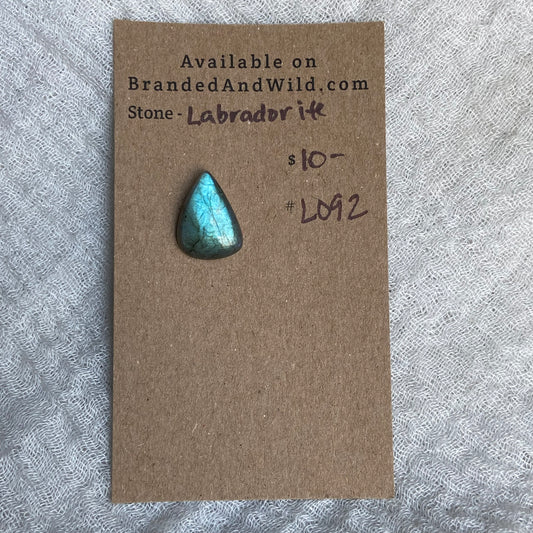 Available on
BrandedAndWild.com
Stone - Labradorite
$ 10-
# L092